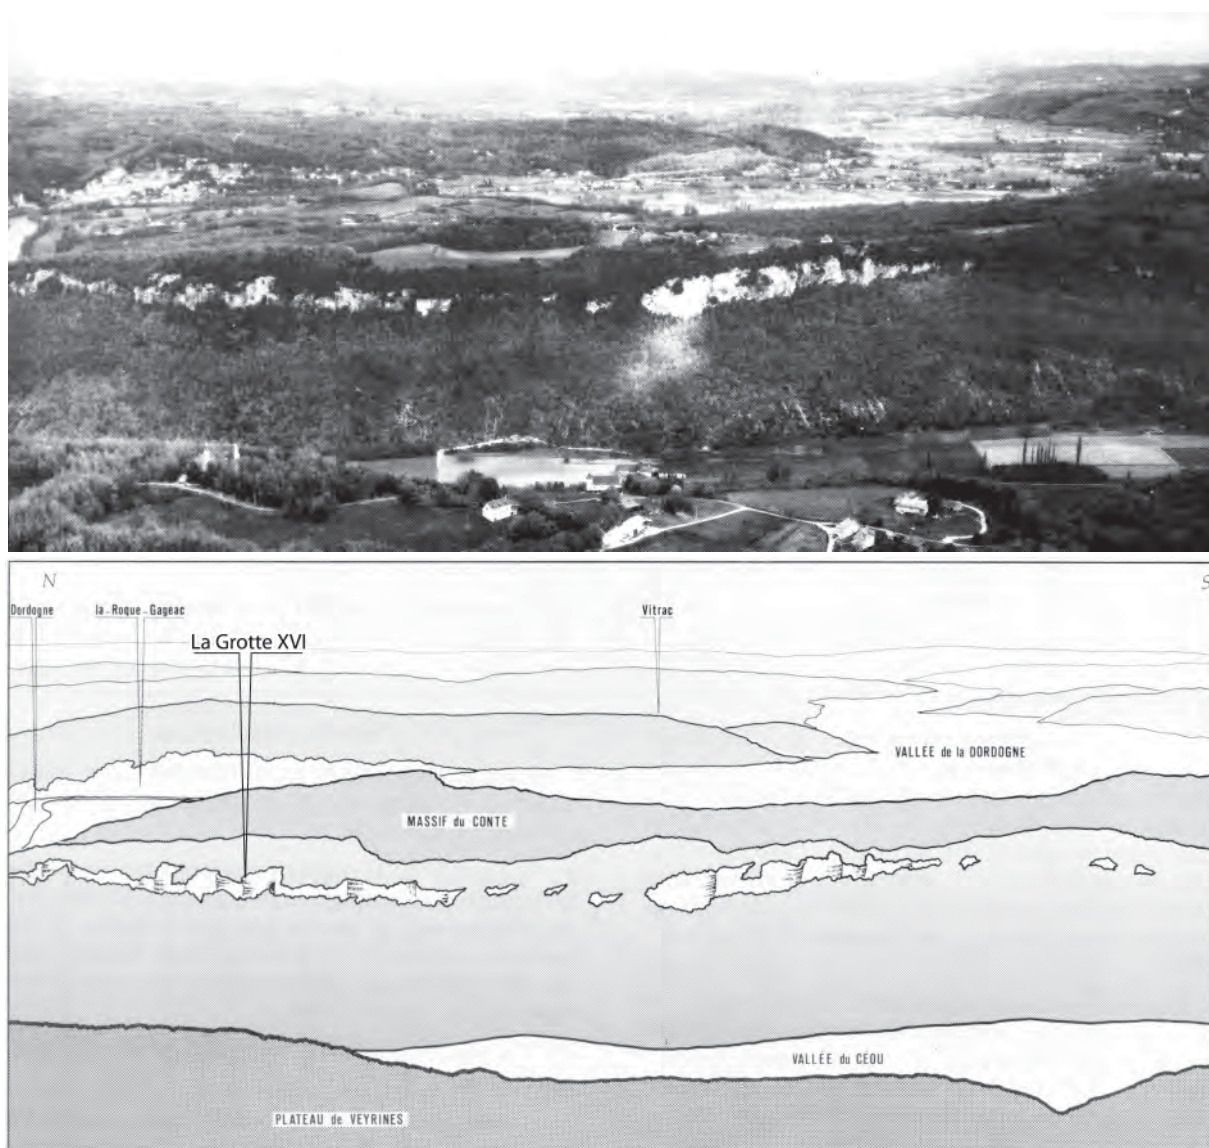 N
S
Dordogne
la-Roque-Gageac
Vitrac
La Grotte XVI
VALLÉE de la DORDOGNE
MASSIF du CONTE
VALLÉE du CÉOU
PLATEAU de VEYRINES